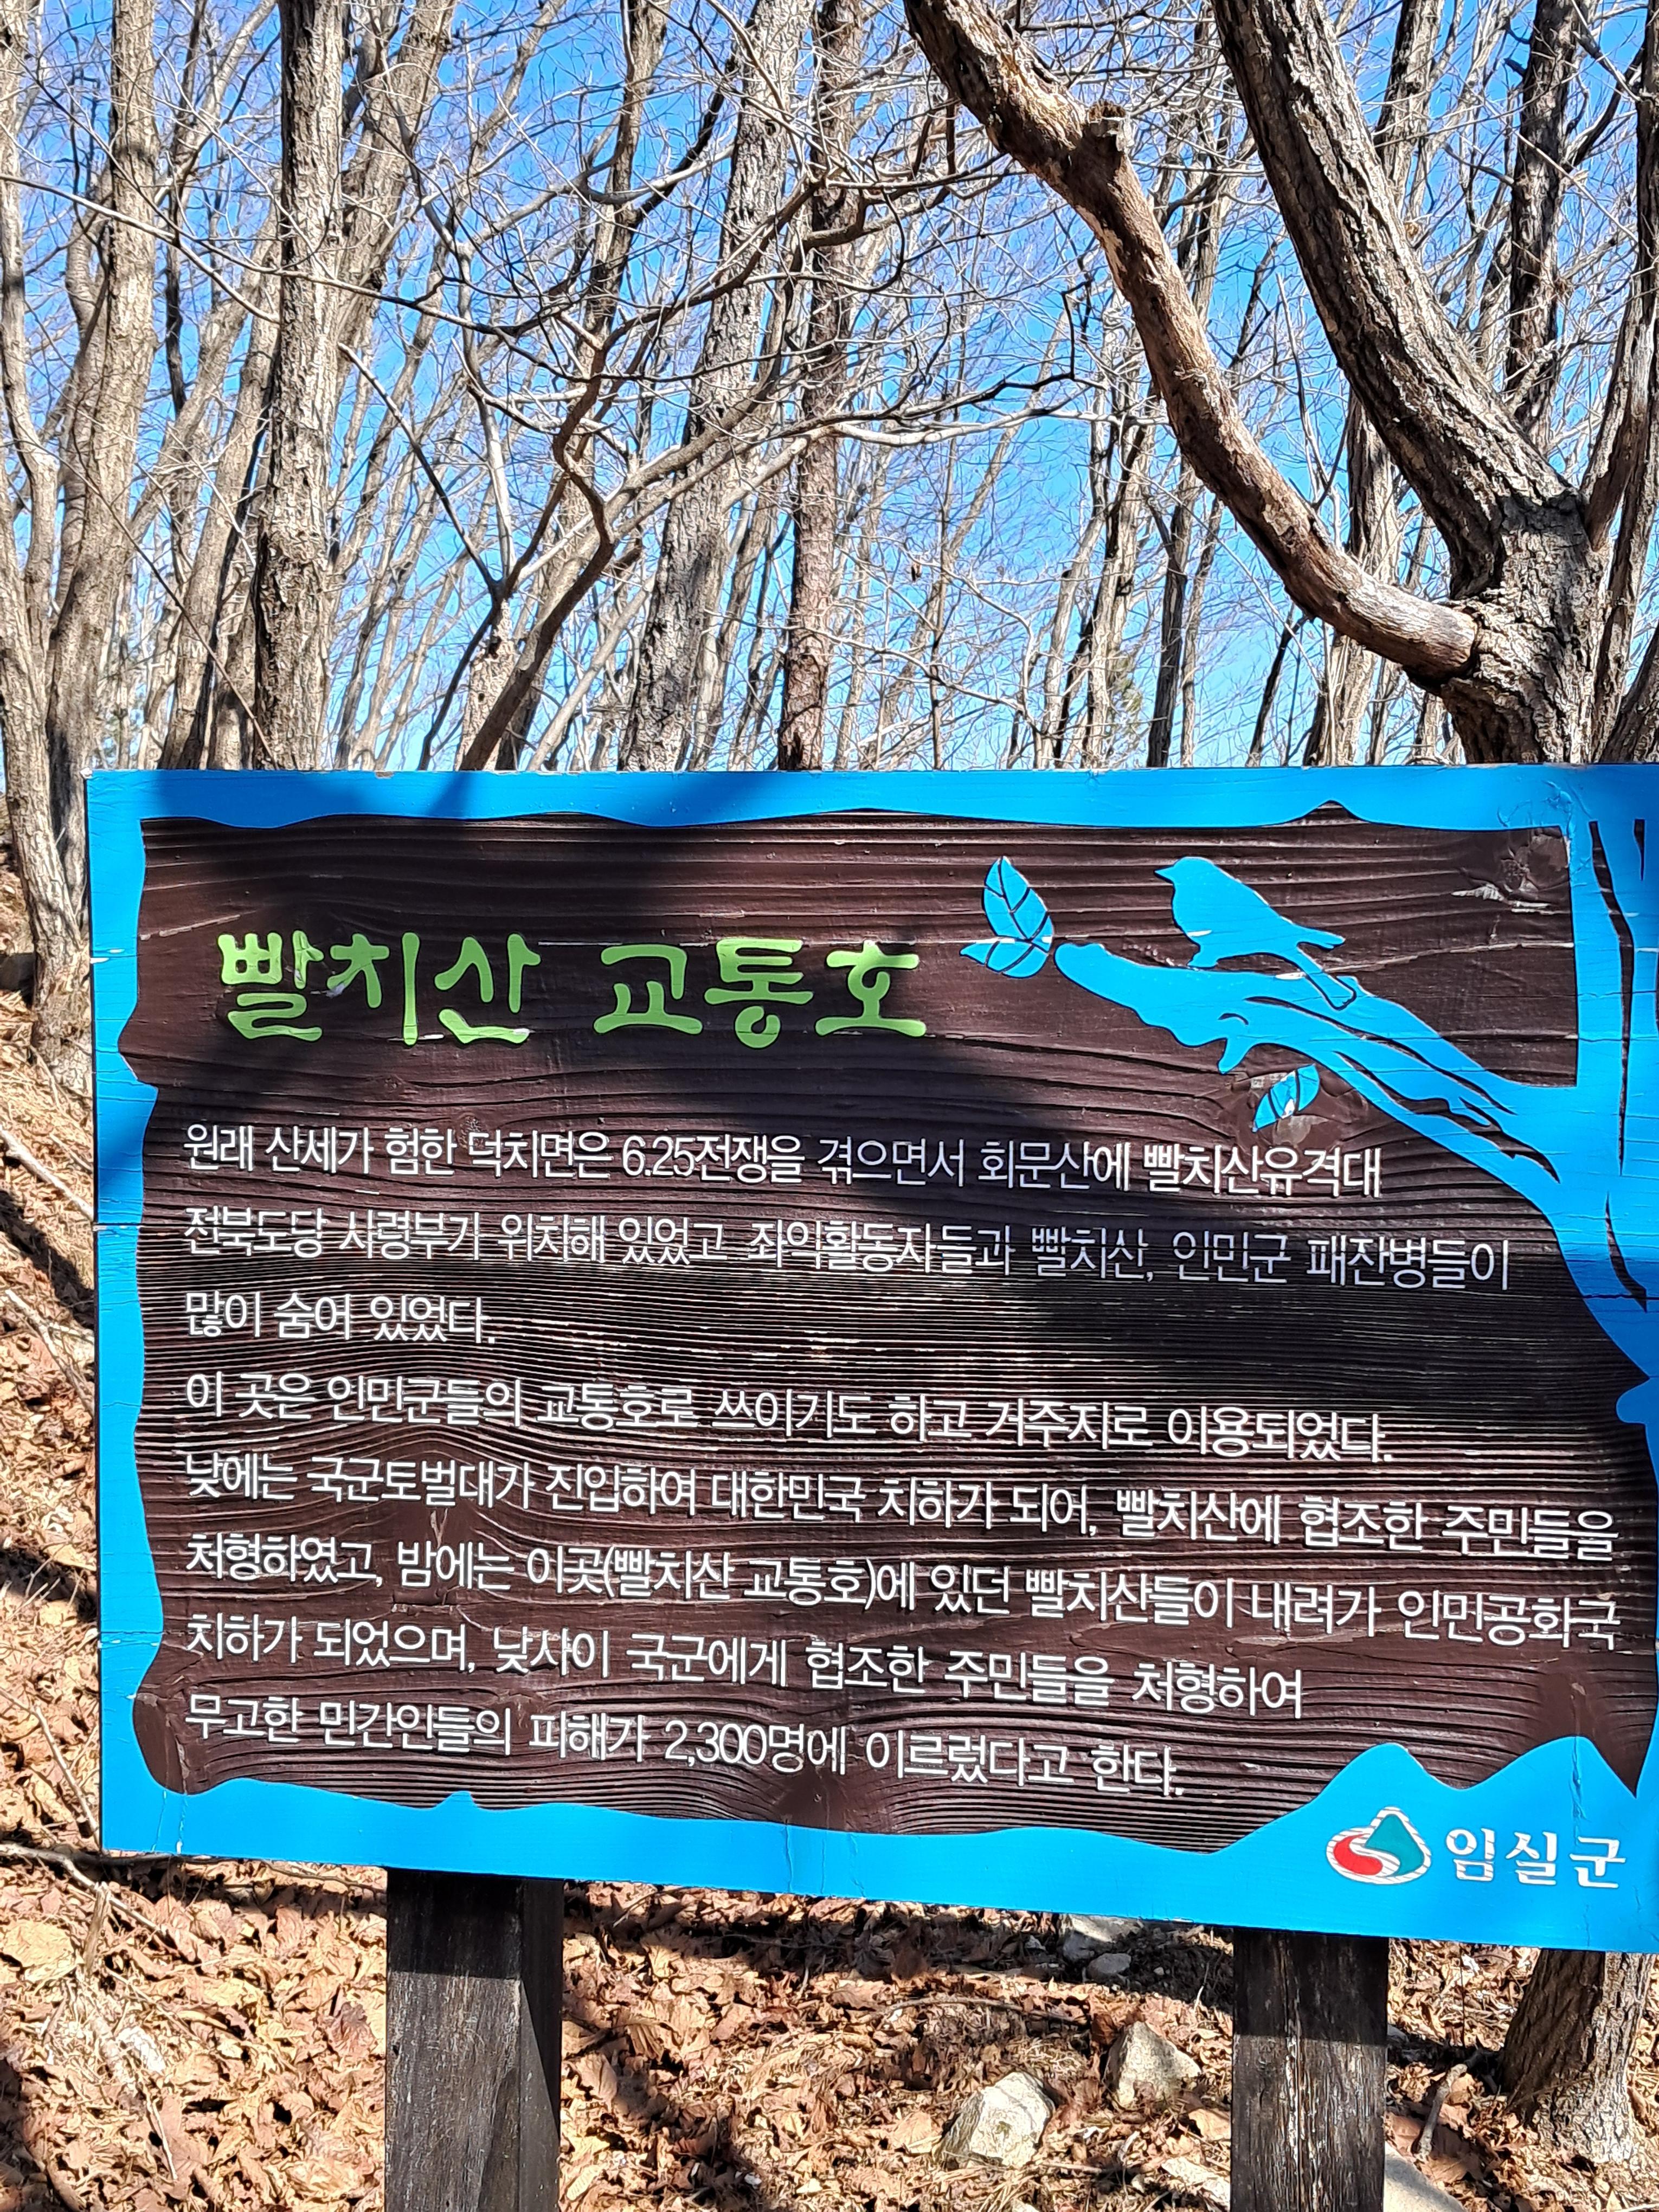 빨치산 교통호
원래 산세가 험한 덕치면은 6.25전쟁을 겪으면서 회문산에 빨치산유격대
전북도당 사령부가 위치해 있었고 좌익활동자들과 빨치산, 인민군 패잔병들이
많이 숨어 있었다.
이 곳은 인민군들의 교통호로 쓰이기도 하고 거주지로 이용되었다.
낮에는 국군토벌대가 진입하여 대한민국 치하가 되어, 빨치산에 협조한 주민들을
처형하였고, 밤에는 이곳(빨치산 교통호)에 있던 빨치산들이 내려가 인민공화국
치하가 되었으며, 낮사이 국군에게 협조한 주민들을 처형하여
무고한 민간인들의 피해가 2,300명에 이르렀다고 한다.
임실군